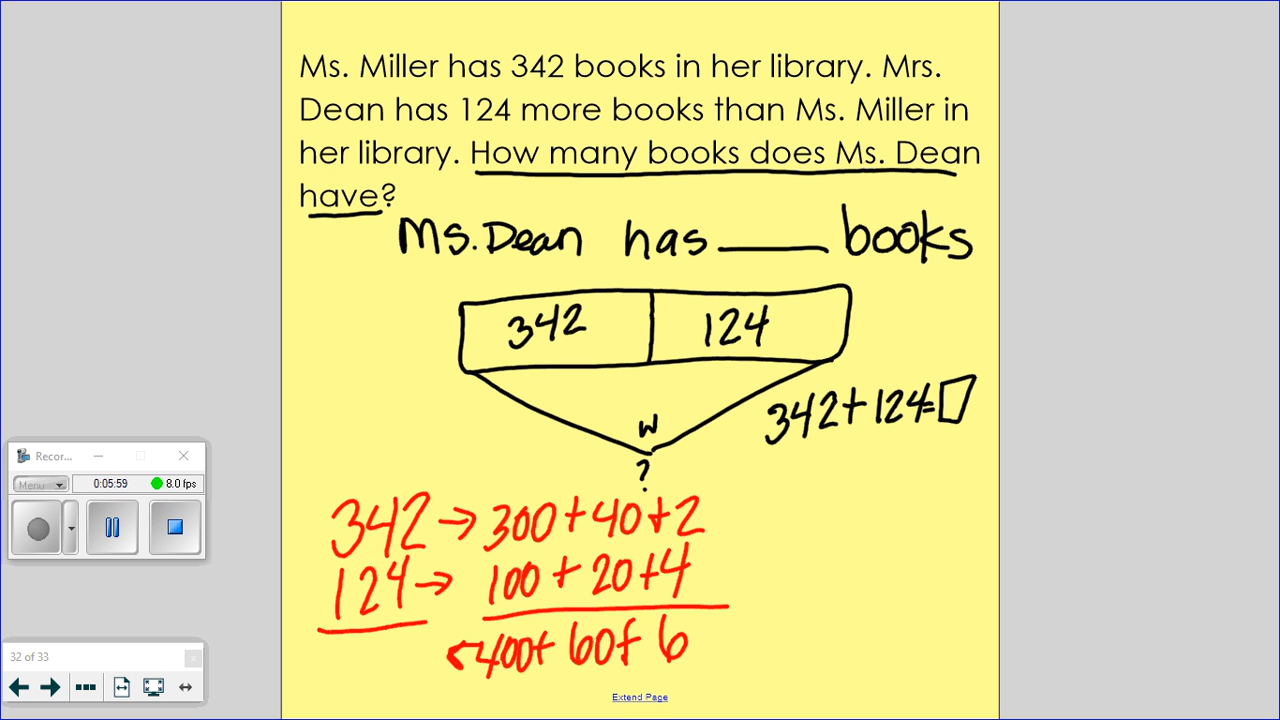 Ms. Miller has 342 books in her library. Mrs.
Dean has 124 more books than Ms. Miller in
her library. How many books does Ms. Dean
have?
Ms. Dean has ____ books
342 124
342+124=□
W
?
342→300+40+2
124→100+20+4
←400+60+6
Recor...
Menu
0:05:59 8.0 fps
32 of 33
Extend Page